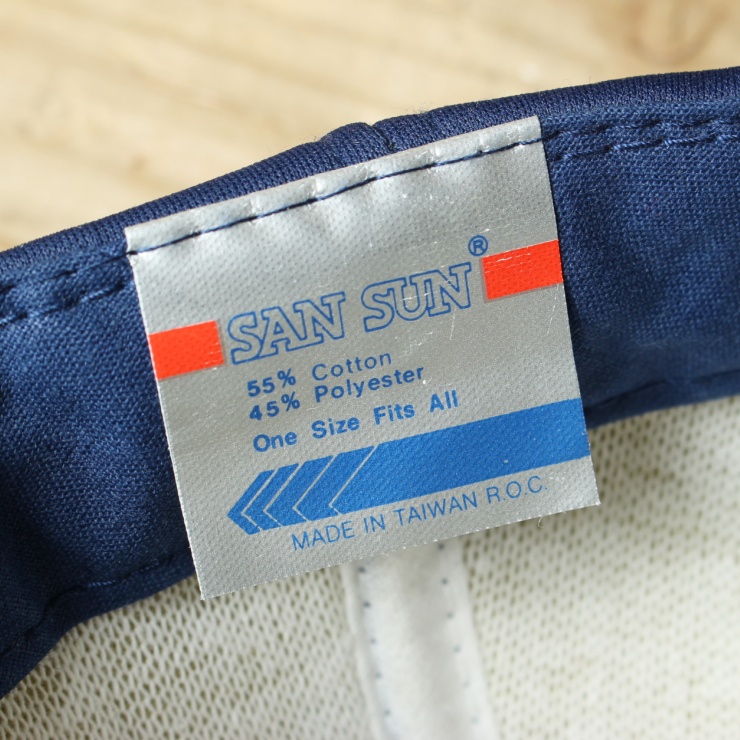 SAN SUN®
55% Cotton
45% Polyester
One Size Fits All
MADE IN TAIWAN R.O.C.